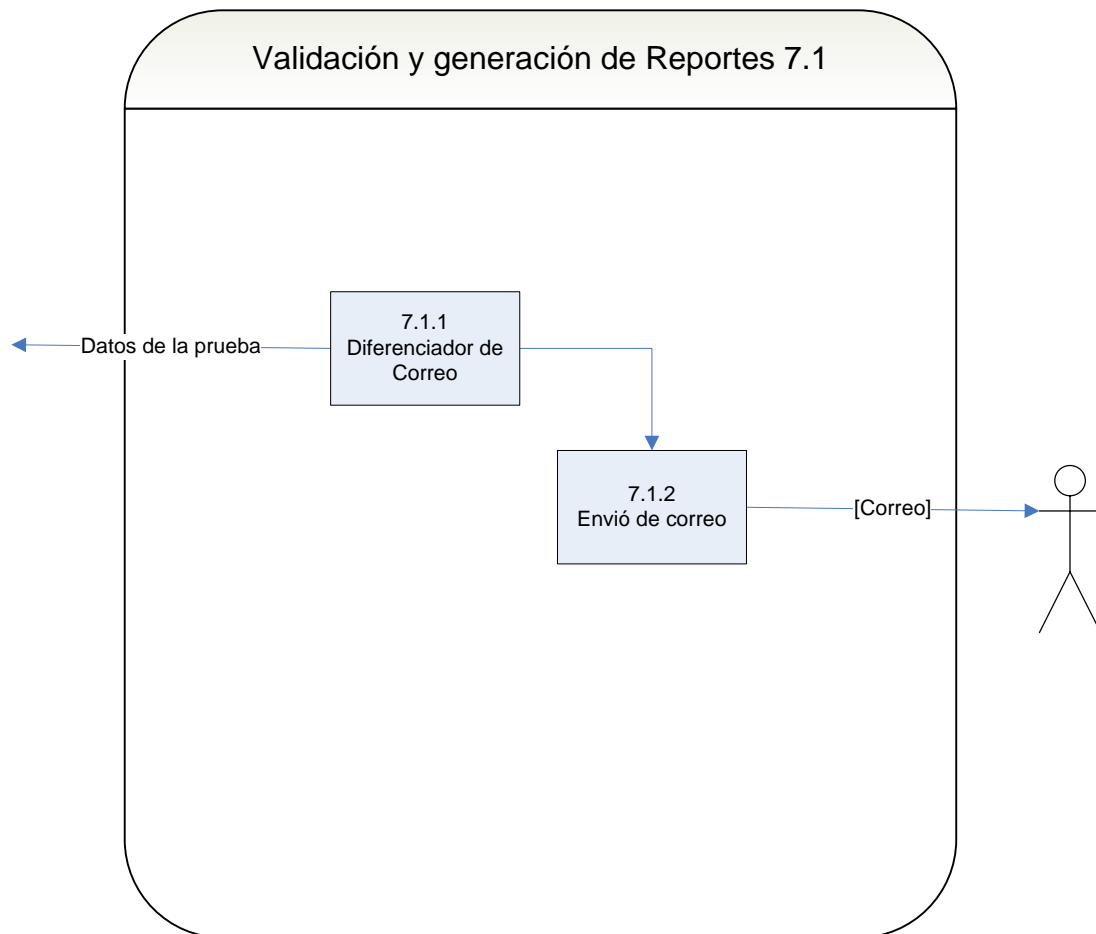 Validación y generación de Reportes 7.1
Datos de la prueba
7.1.1
Diferenciador de
Correo
7.1.2
Envió de correo
[Correo]